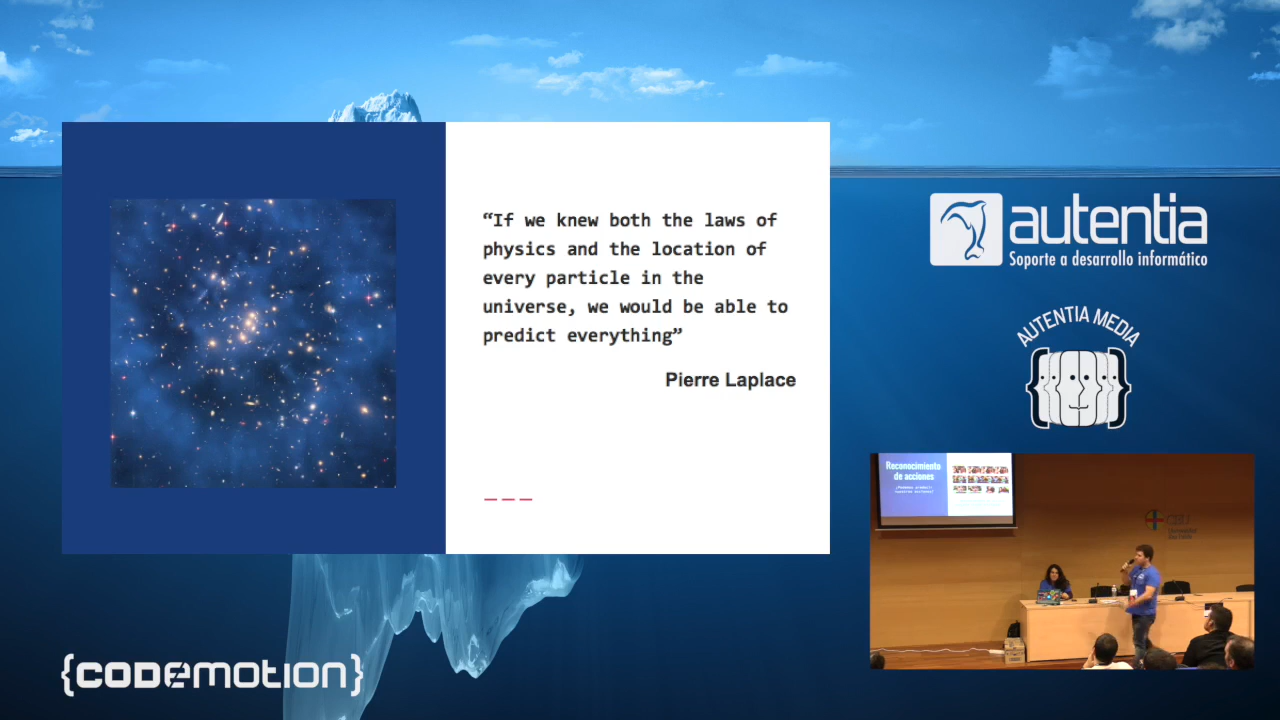 “If we knew both the laws of
physics and the location of
every particle in the
universe, we would be able to
predict everything”
Pierre Laplace
autentia
Soporte a desarrollo informático
AUTENTIA MEDIA
Reconocimiento
de acciones
CEU
{CODEMOTION}